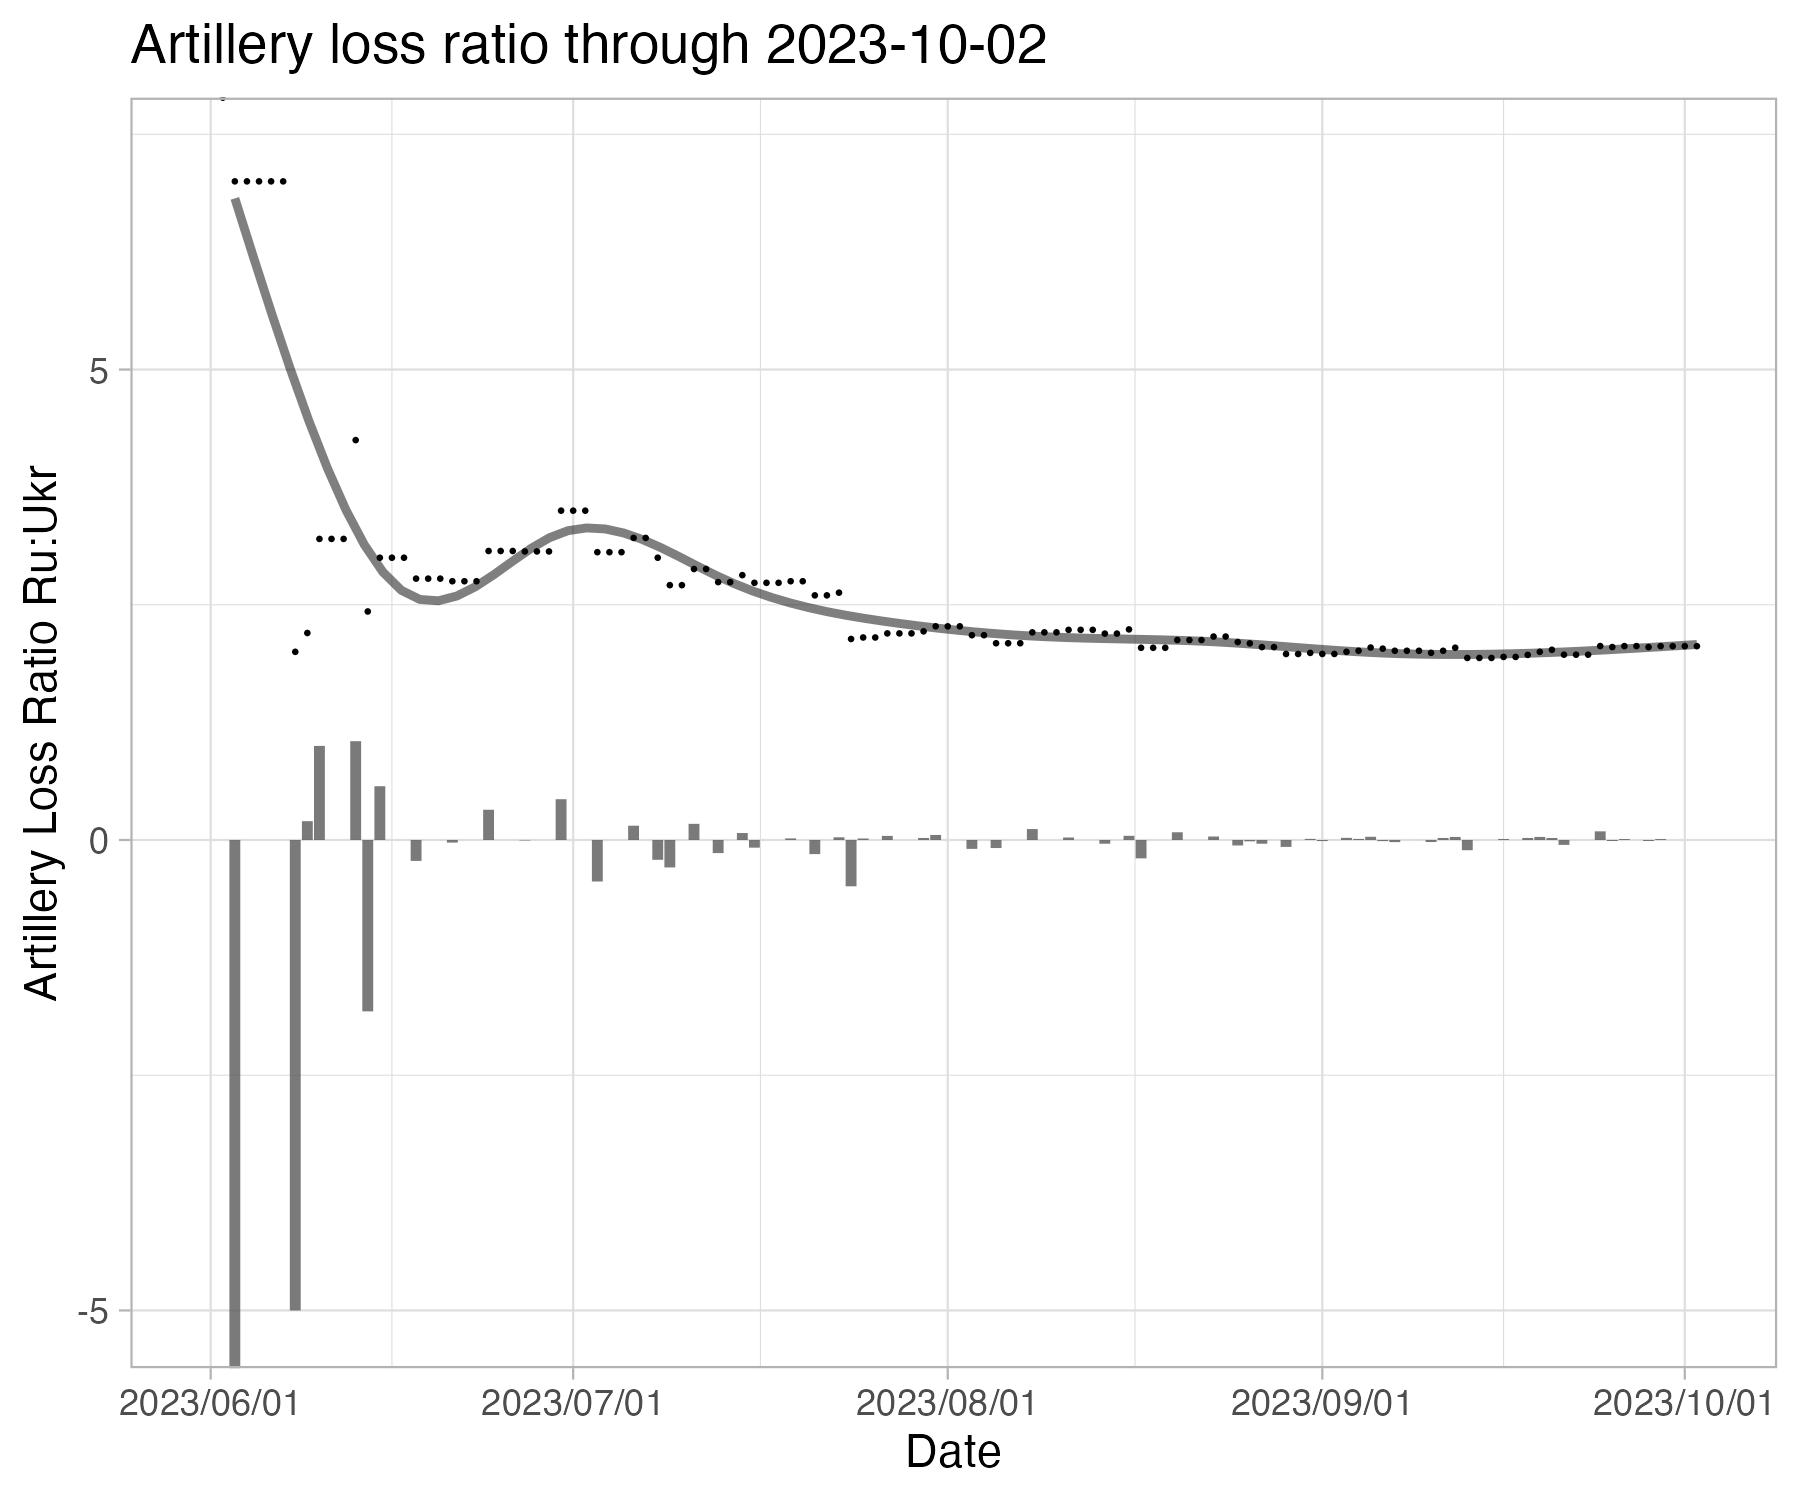 Artillery loss ratio through 2023-10-02
Artillery Loss Ratio Ru:Ukr
5
0
-5
2023/06/01 2023/07/01 2023/08/01 2023/09/01 2023/10/01
Date